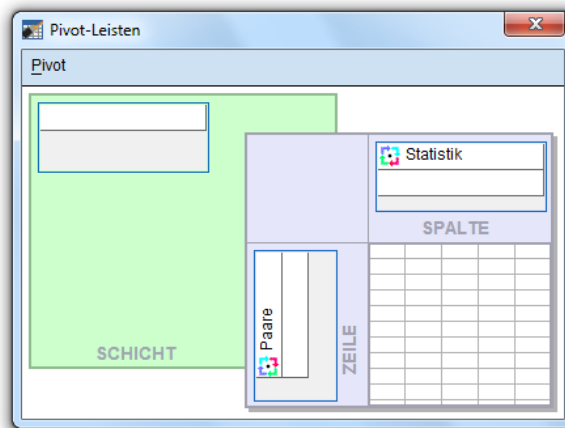 Pivot-Leisten
Pivot
Statistik
SPALTE
Paare
ZEILE
SCHICHT